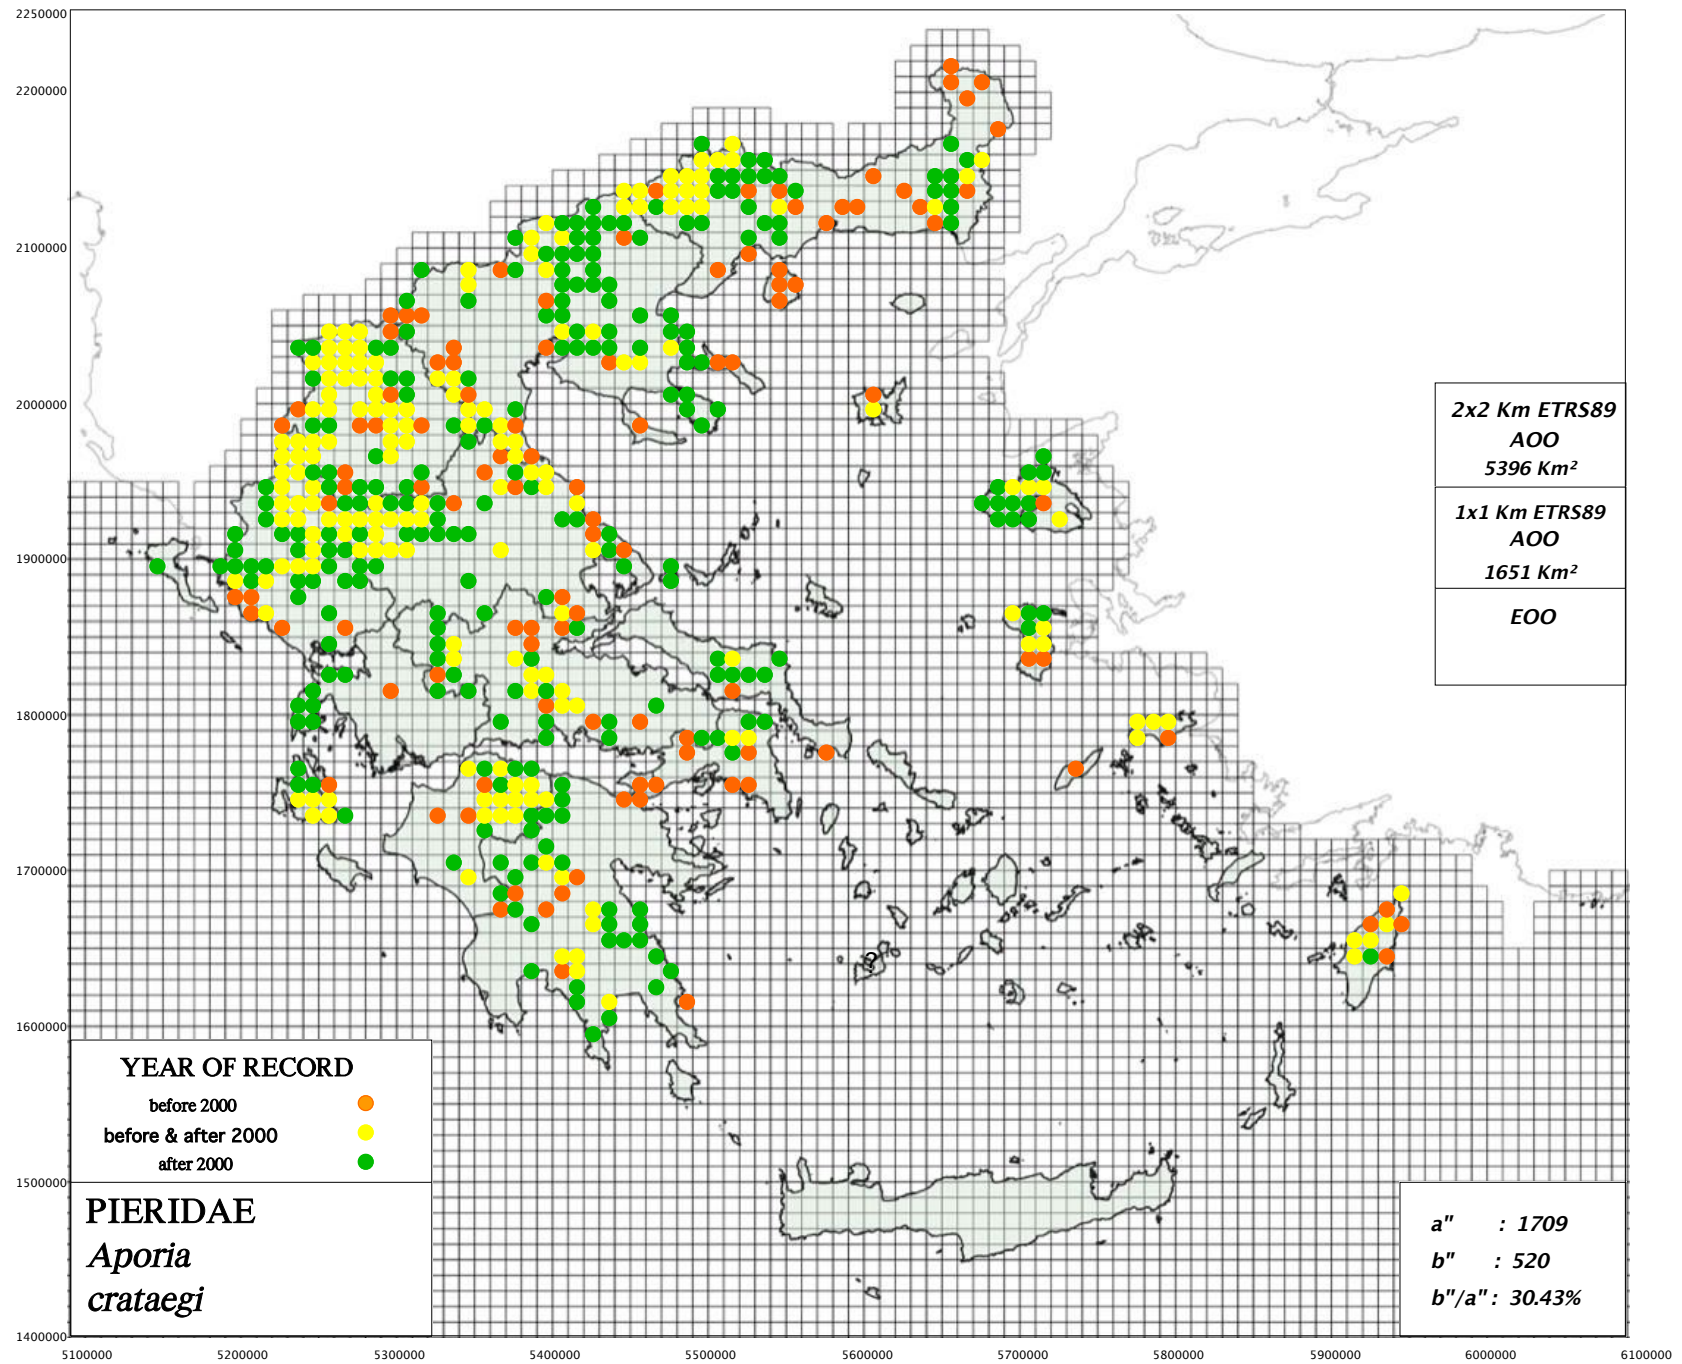 2250000
2200000
2100000
2000000
1900000
1800000
1700000
1600000
1500000
1400000
2x2 Km ETRS89
AOO
5396 Km²
1x1 Km ETRS89
AOO
1651 Km²
EOO
?
YEAR OF RECORD
before 2000
before & after 2000
after 2000
PIERIDAE
Aporia
crataegi
a" : 1709
b" : 520
b"/a" : 30.43%
5100000 5200000 5300000 5400000 5500000 5600000 5700000 5800000 5900000 6000000 6100000